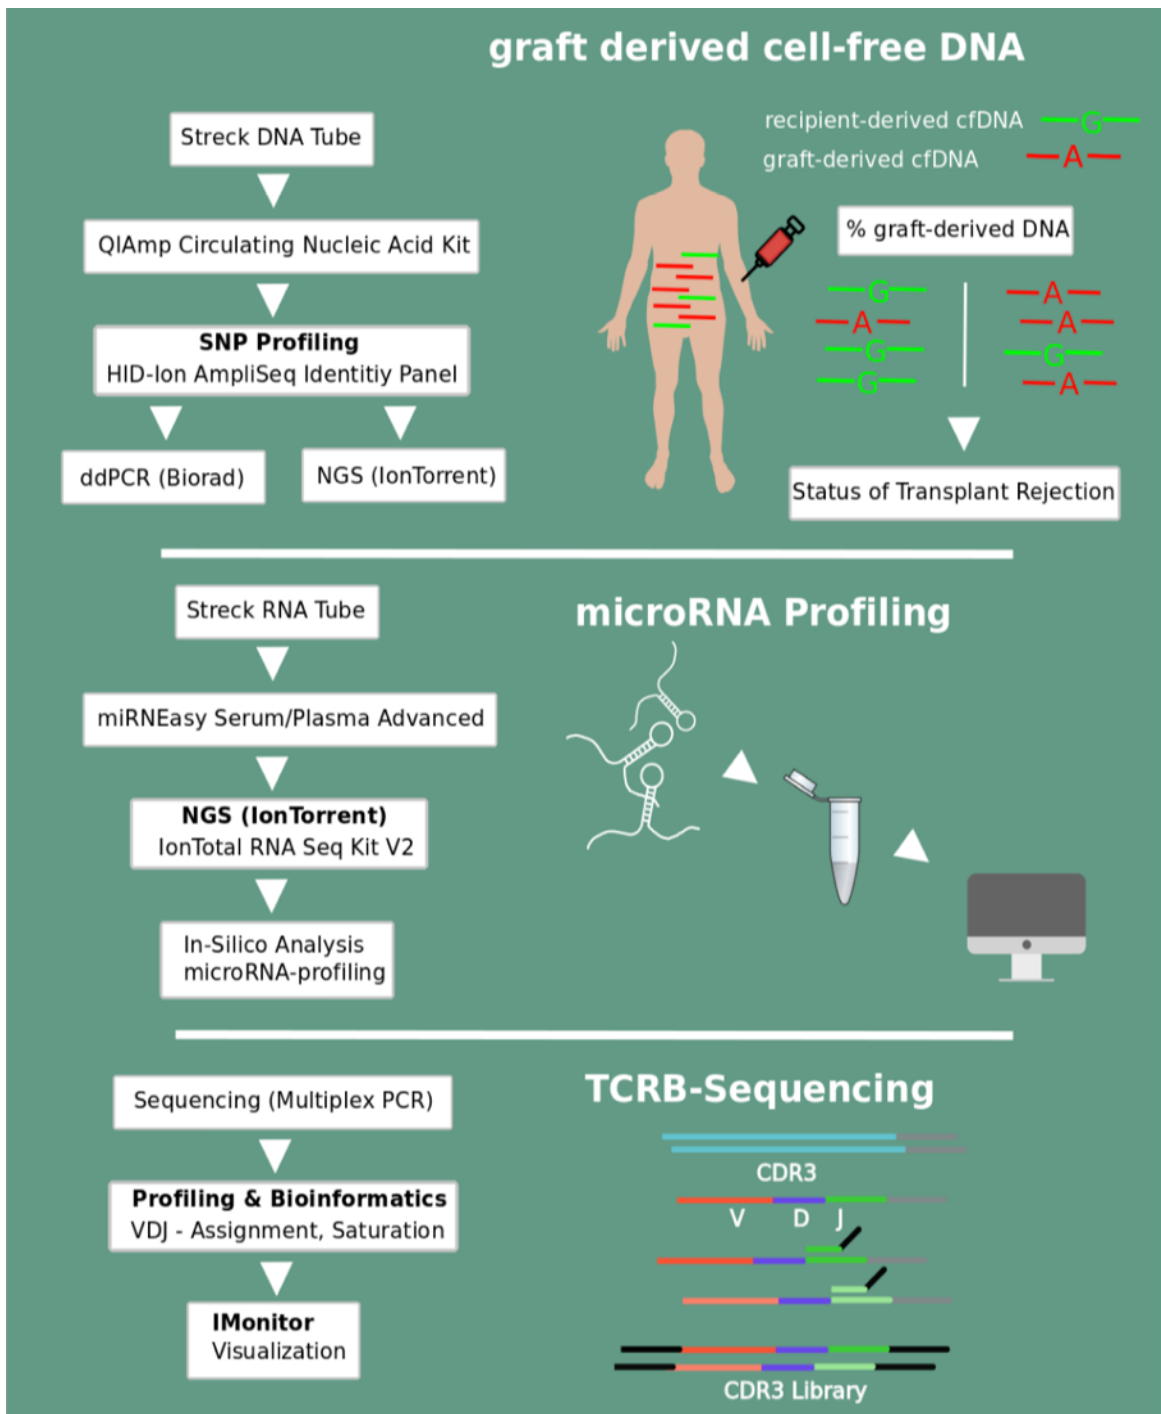 graft derived cell-free DNA
Streck DNA Tube
QIAmp Circulating Nucleic Acid Kit
SNP Profiling
HID-Ion AmpliSeq Identitiy Panel
ddPCR (Biorad)
NGS (IonTorrent)
recipient-derived cfDNA
G
graft-derived cfDNA
A
% graft-derived DNA
G
A
G
G
A
A
G
A
Status of Transplant Rejection
microRNA Profiling
Streck RNA Tube
miRNEasy Serum/Plasma Advanced
NGS (IonTorrent)
IonTotal RNA Seq Kit V2
In-Silico Analysis
microRNA-profiling
TCRB-Sequencing
Sequencing (Multiplex PCR)
Profiling & Bioinformatics
VDJ - Assignment, Saturation
IMonitor
Visualization
CDR3
V D J
CDR3 Library